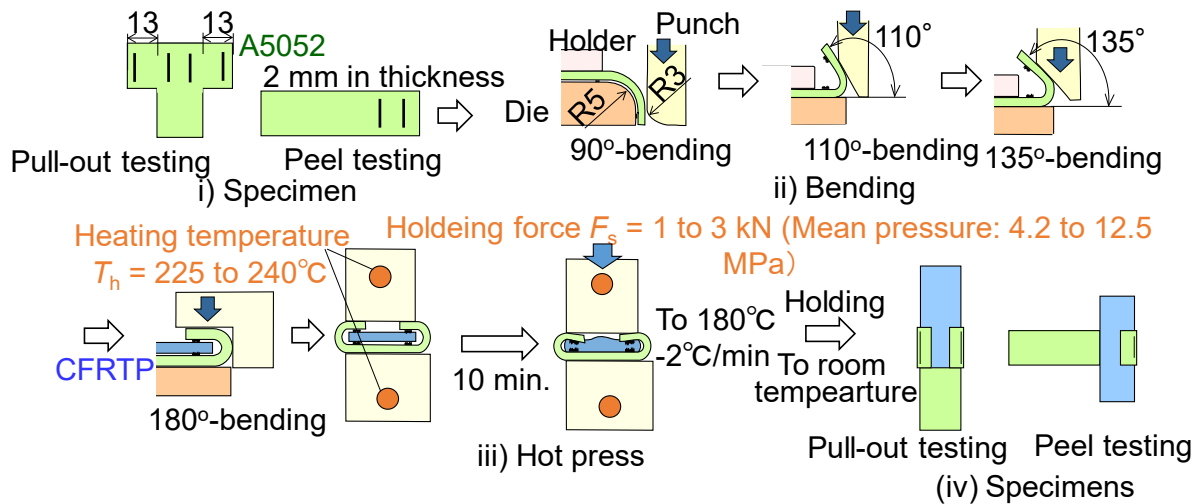 13 13
A5052
2 mm in thickness
Pull-out testing
Peel testing
i) Specimen
Holder
Punch
Die
R5
R3
90°-bending
110°
110°-bending
135°
135°-bending
ii) Bending
Heating temperature
Th = 225 to 240℃
Holdeing force Fs = 1 to 3 kN (Mean pressure: 4.2 to 12.5
MPa）
CFRTP
180°-bending
10 min.
To 180℃
-2℃/min
iii) Hot press
Holding
To room
tempearture
Pull-out testing
Peel testing
(iv) Specimens